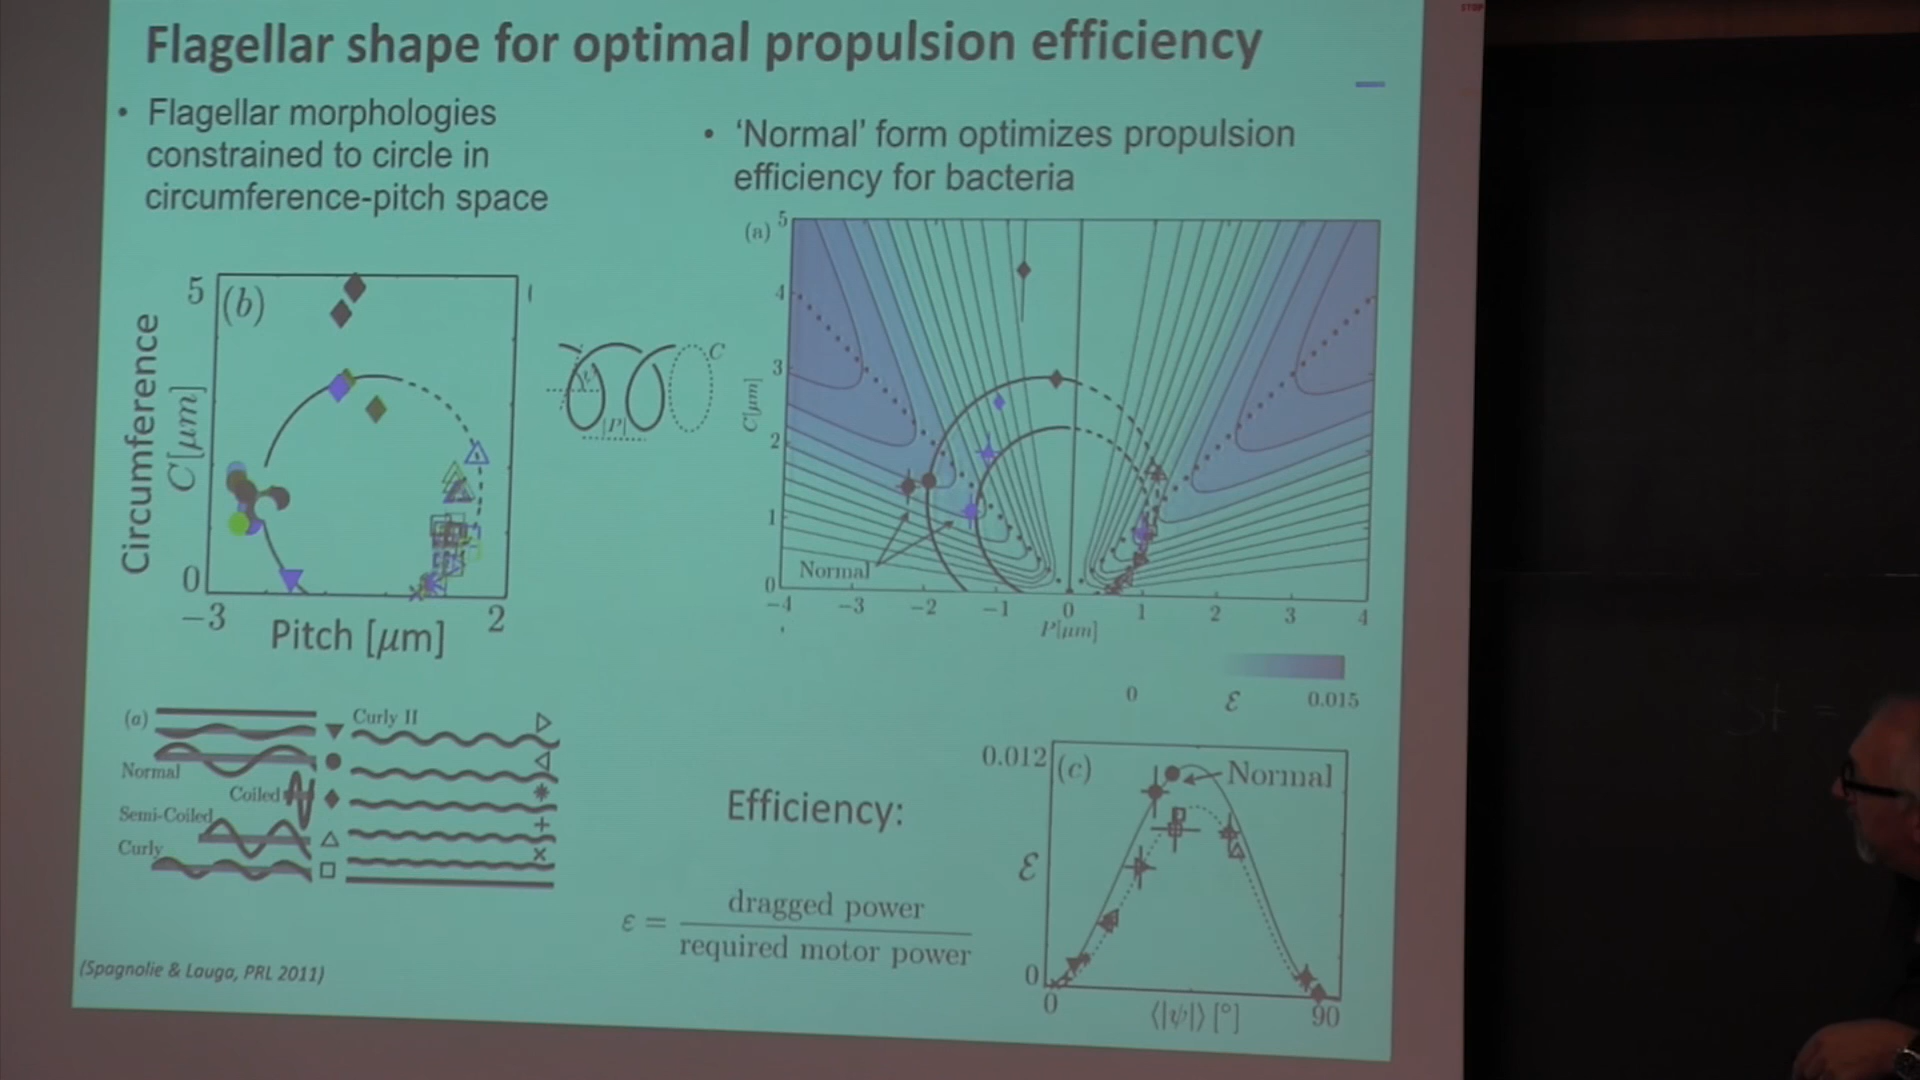 STOP
Flagellar shape for optimal propulsion efficiency
• Flagellar morphologies
constrained to circle in
circumference-pitch space
• ‘Normal’ form optimizes propulsion
efficiency for bacteria
(b)
5
0
Circumference
C[μm]
-3
2
Pitch [μm]
C
|P|
(a)
5
4
3
2
1
0
C[μm]
Normal
-4 -3 -2 -1 0 1 2 3 4
P[μm]
0 ℰ 0.015
(a)
Normal
Coiled
Semi-Coiled
Curly
Curly II
Efficiency:
ε = dragged power
required motor power
0.012
(c)
Normal
ℰ
0
0
⟨|ψ|⟩ [°]
90
(Spagnolie & Lauga, PRL 2011)